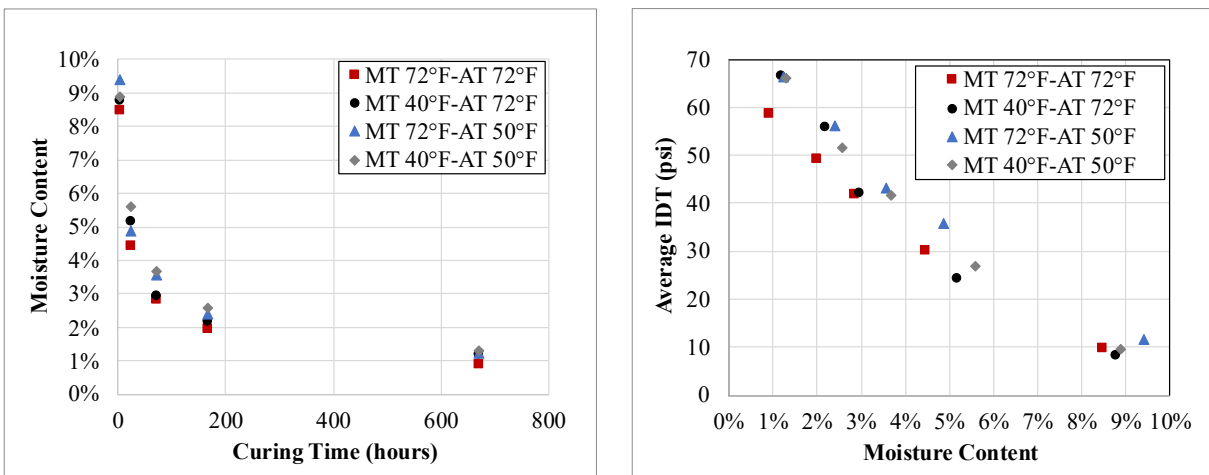 10%
9%
8%
7%
6%
5%
4%
3%
2%
1%
0%
Moisture Content
0 200 400 600 800
Curing Time (hours)
MT 72°F-AT 72°F
MT 40°F-AT 72°F
MT 72°F-AT 50°F
MT 40°F-AT 50°F
70
60
50
40
30
20
10
0
Average IDT (psi)
0% 1% 2% 3% 4% 5% 6% 7% 8% 9% 10%
Moisture Content
MT 72°F-AT 72°F
MT 40°F-AT 72°F
MT 72°F-AT 50°F
MT 40°F-AT 50°F